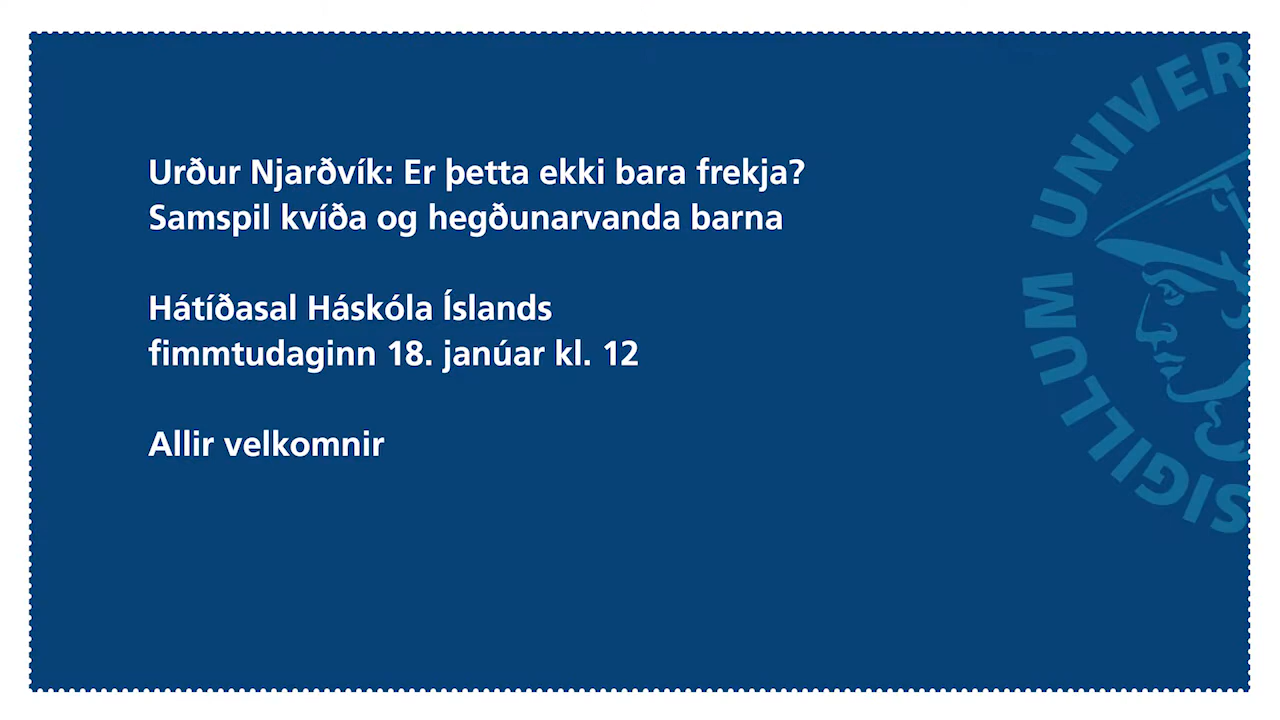 Urður Njarðvík: Er þetta ekki bara frekja?
Samspil kvíða og hegðunarvanda barna
Hátíðasal Háskóla Íslands
fimmtudaginn 18. janúar kl. 12
Allir velkomnir
SIGILLUM UNIVER